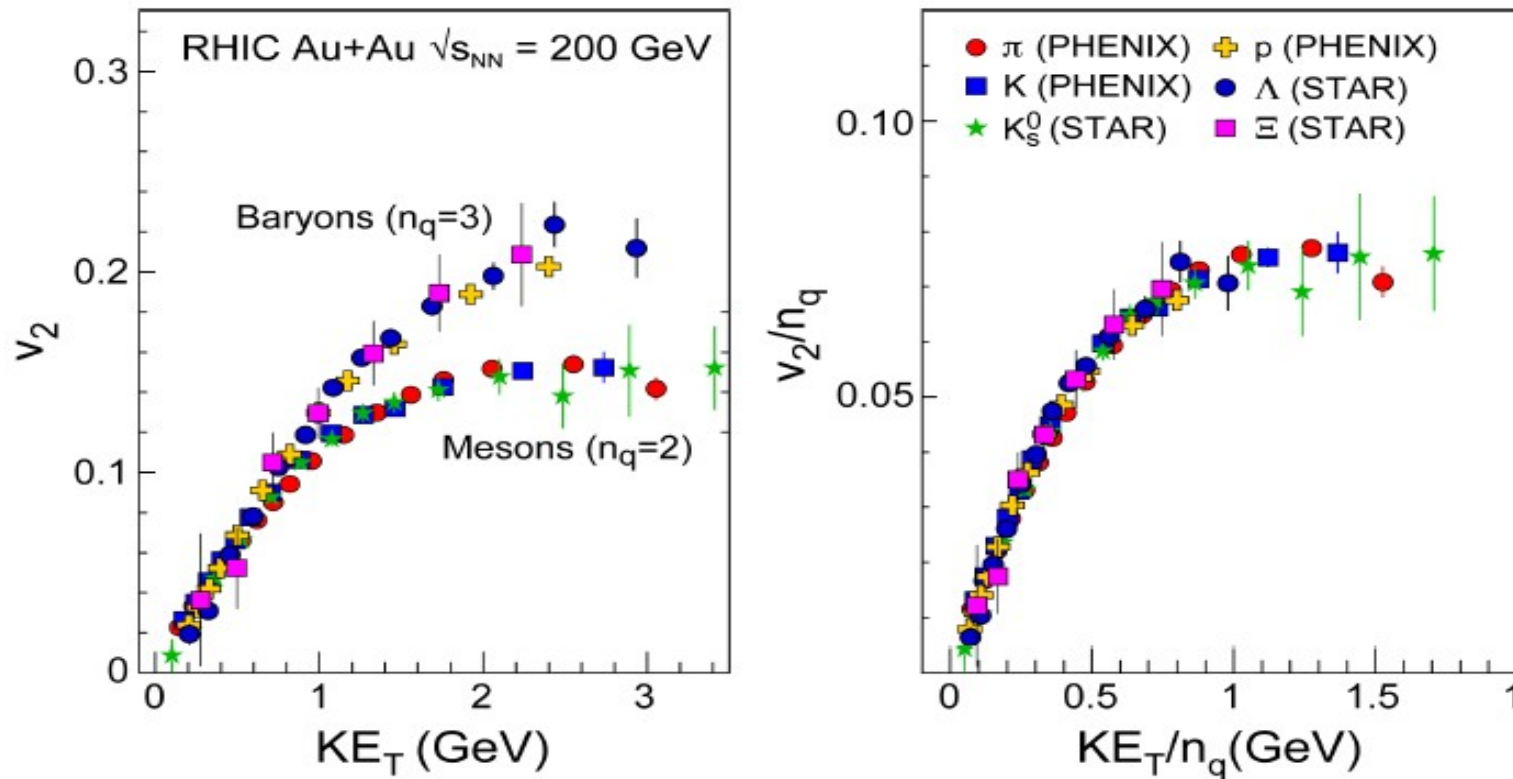 RHIC Au+Au √sNN = 200 GeV
0.3
0.2
0.1
0
v2
Baryons (nq=3)
Mesons (nq=2)
0 1 2 3
KET (GeV)
π (PHENIX) p (PHENIX)
K (PHENIX) Λ (STAR)
K0s (STAR) Ξ (STAR)
0.10
0.05
v2/nq
0 0.5 1 1.5
KET/nq(GeV)